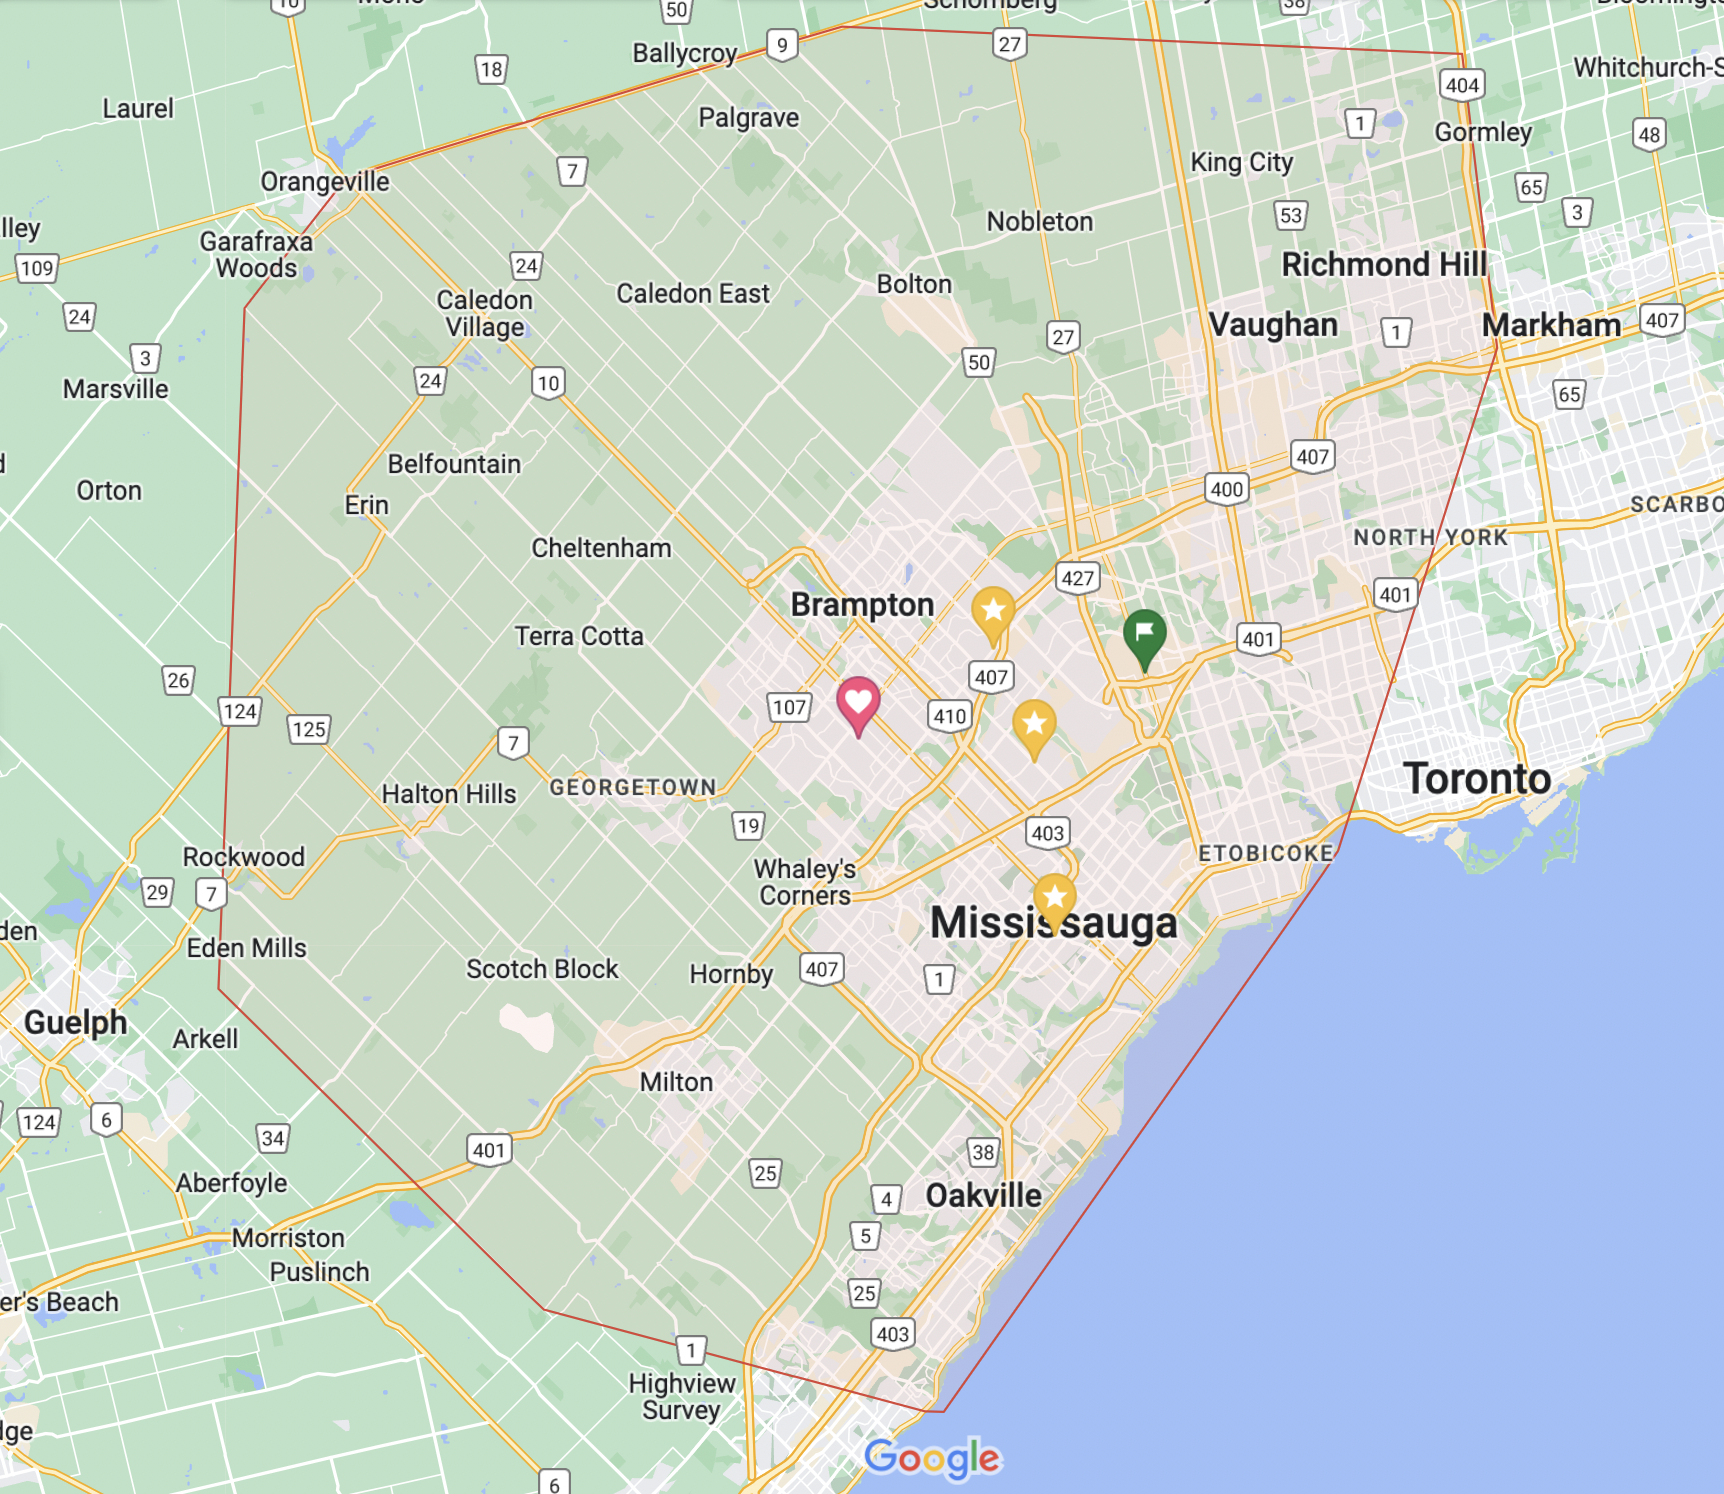 10
50
Schomberg
38
9
27
Ballycroy
18
404
Whitchurch-S
Laurel
Palgrave
1
Gormley
48
7
King City
Orangeville
65
53
3
Nobleton
lley
Garafraxa
Woods
109
24
Richmond Hill
Bolton
Caledon East
Caledon
Village
24
Vaughan
1
Markham
407
27
3
50
Marsville
24
10
65
Belfountain
407
Orton
400
Erin
SCARBO
NORTH YORK
Cheltenham
427
401
Brampton
Terra Cotta
401
26
407
124
107
410
125
7
Toronto
GEORGETOWN
Halton Hills
19
403
Rockwood
ETOBICOKE
Whaley's
Corners
29
7
den
Mississauga
Eden Mills
Scotch Block
Hornby
407
1
Guelph
Arkell
Milton
124
6
34
401
38
25
Aberfoyle
4
Oakville
Morriston
5
Puslinch
er's Beach
25
403
1
Highview
Survey
dge
Google
6